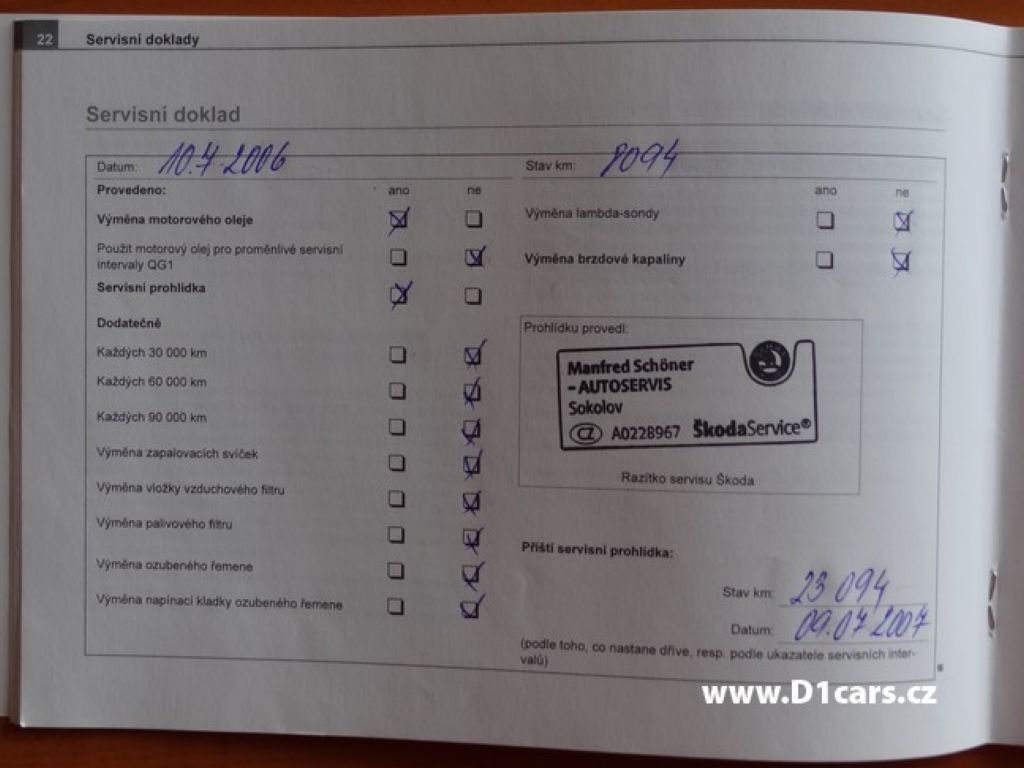 22 Servisní doklady
Servisní doklad
Datum: 10.7.2006
Provedeno: ano ne
Výměna motorového oleje
Použit motorový olej pro proměnlivé servisní
intervaly QG1
Servisní prohlídka
Dodatečně
Každých 30 000 km
Každých 60 000 km
Každých 90 000 km
Výměna zapalovacích svíček
Výměna vložky vzduchového filtru
Výměna palivového filtru
Výměna ozubeného řemene
Výměna napínací kladky ozubeného řemene
Stav km: 8094
ano ne
Výměna lambda-sondy
Výměna brzdové kapaliny
Prohlídku provedl:
Manfred Schöner
- AUTOSERVIS
Sokolov
CZ A0228967 ŠkodaService®
Razítko servisu Škoda
Příští servisní prohlídka:
Stav km: 23 094
Datum: 09.07.2007
(podle toho, co nastane dříve, resp. podle ukazatele servisních inter-
valů)
www.D1cars.cz